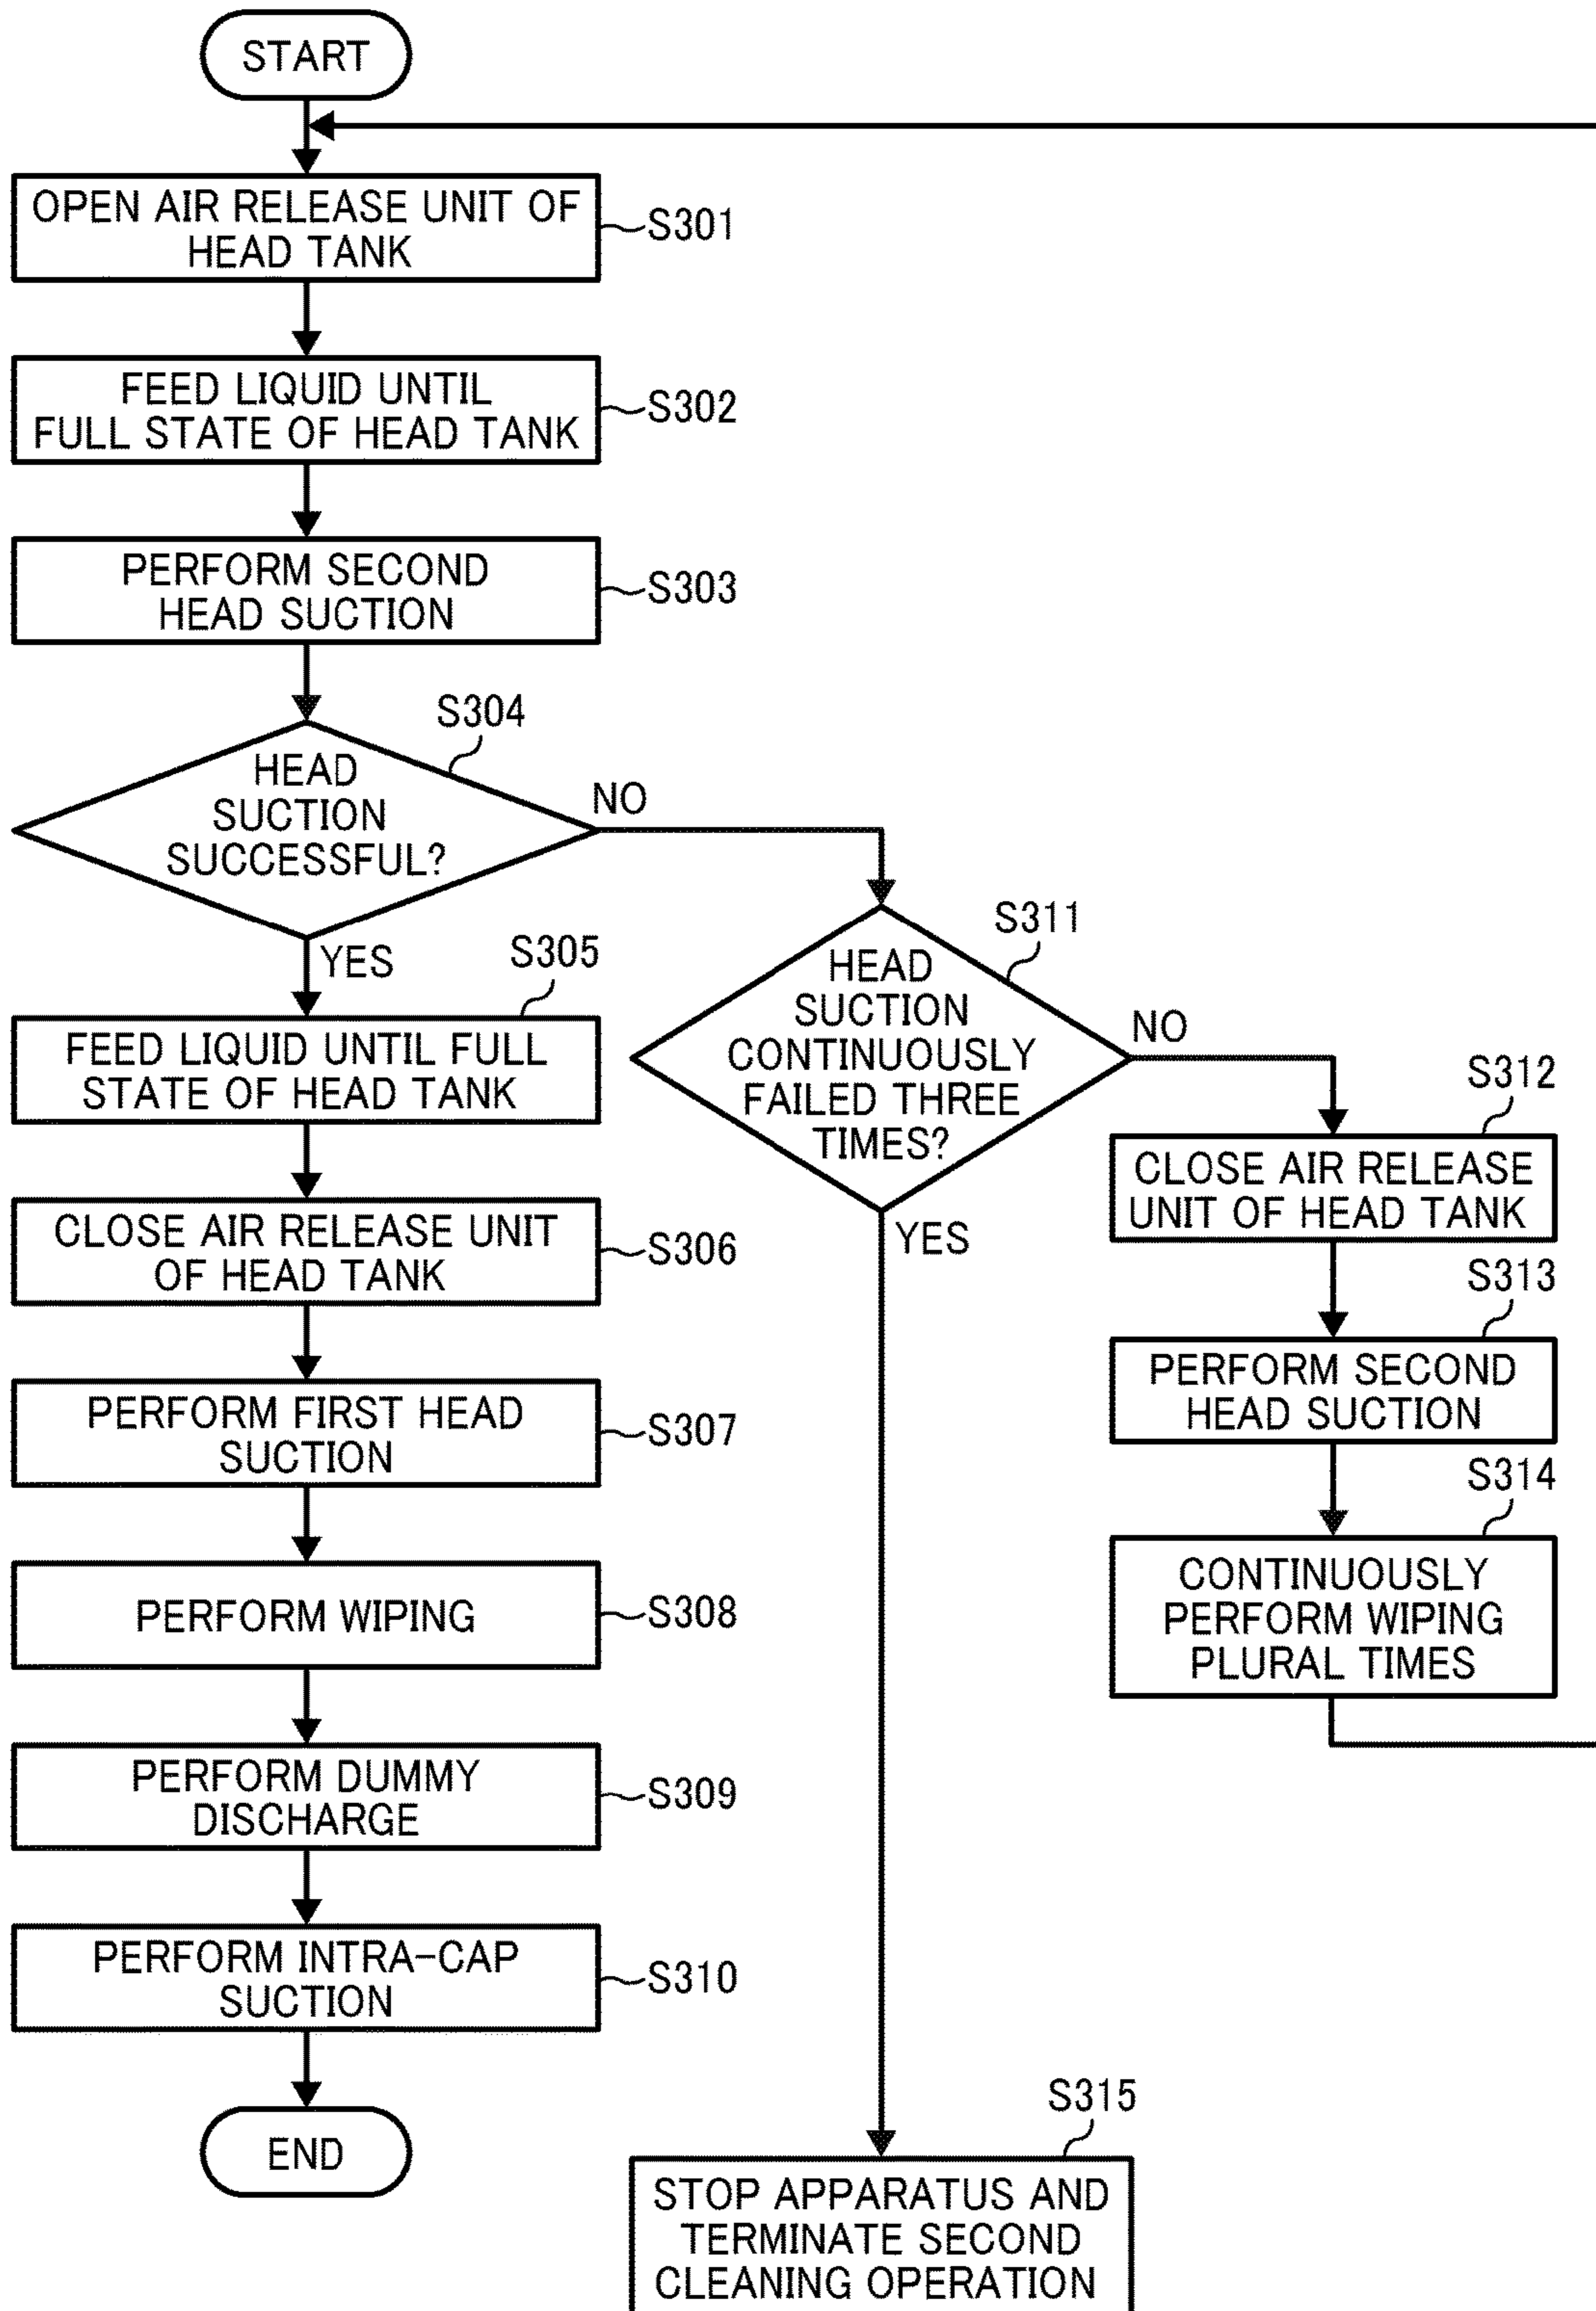 START
OPEN AIR RELEASE UNIT OF
HEAD TANK
S301
FEED LIQUID UNTIL
FULL STATE OF HEAD TANK
S302
PERFORM SECOND
HEAD SUCTION
S303
S304
HEAD
SUCTION
SUCCESSFUL?
NO
YES
S305
FEED LIQUID UNTIL FULL
STATE OF HEAD TANK
CLOSE AIR RELEASE UNIT
OF HEAD TANK
S306
PERFORM FIRST HEAD
SUCTION
S307
PERFORM WIPING
S308
PERFORM DUMMY
DISCHARGE
S309
PERFORM INTRA-CAP
SUCTION
S310
END
S311
HEAD
SUCTION
CONTINUOUSLY
FAILED THREE
TIMES?
NO
YES
S312
CLOSE AIR RELEASE
UNIT OF HEAD TANK
S313
PERFORM SECOND
HEAD SUCTION
S314
CONTINUOUSLY
PERFORM WIPING
PLURAL TIMES
S315
STOP APPARATUS AND
TERMINATE SECOND
CLEANING OPERATION